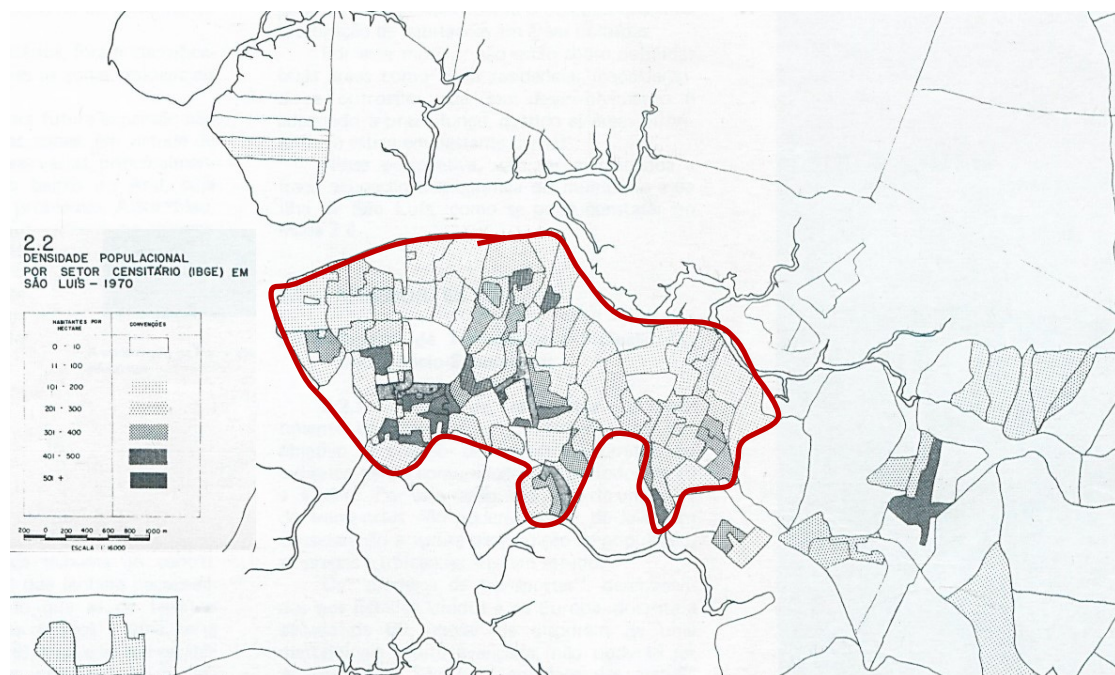 2.2
DENSIDADE POPULACIONAL
POR SETOR CENSITÁRIO (IBGE) EM
SÃO LUÍS - 1970
HABITANTES POR HECTARE
CONVENÇÕES
0 - 10
11 - 100
101 - 200
201 - 300
301 - 400
401 - 500
501 +
200 0 200 400 600 800 1000 m
ESCALA 1:16000